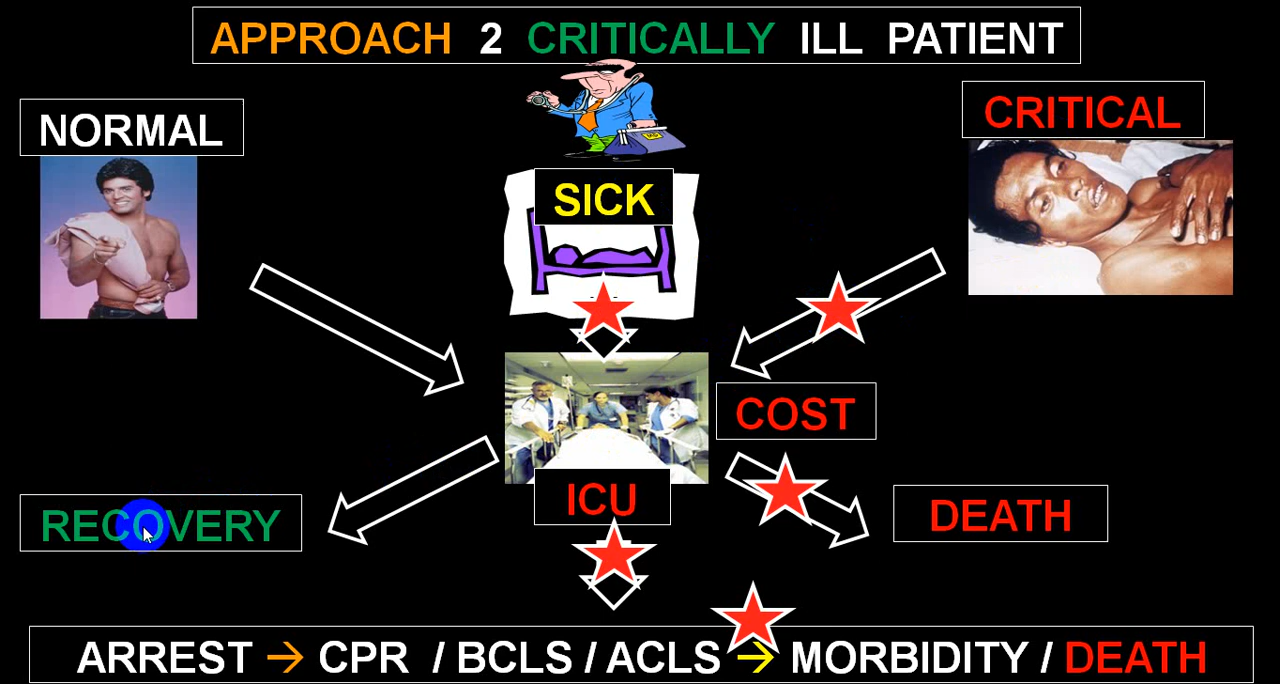 APPROACH 2 CRITICALLY ILL PATIENT
NORMAL
CRITICAL
SICK
COST
ICU
RECOVERY
DEATH
ARREST → CPR / BCLS / ACLS → MORBIDITY / DEATH